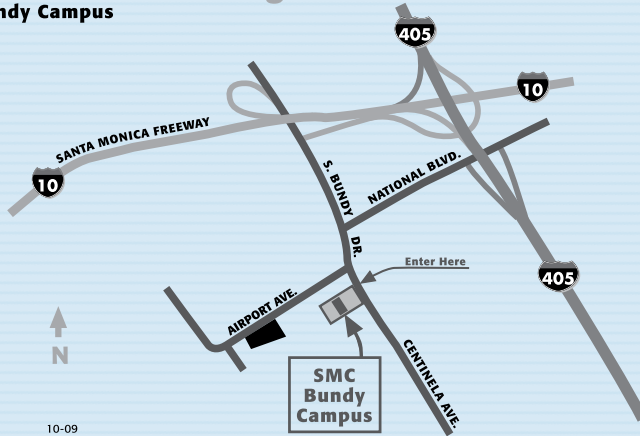 ndy Campus
405
10
SANTA MONICA FREEWAY
10
S. BUNDY DR.
NATIONAL BLVD.
Enter Here
405
AIRPORT AVE.
N
CENTINELA AVE.
SMC
Bundy
Campus
10-09